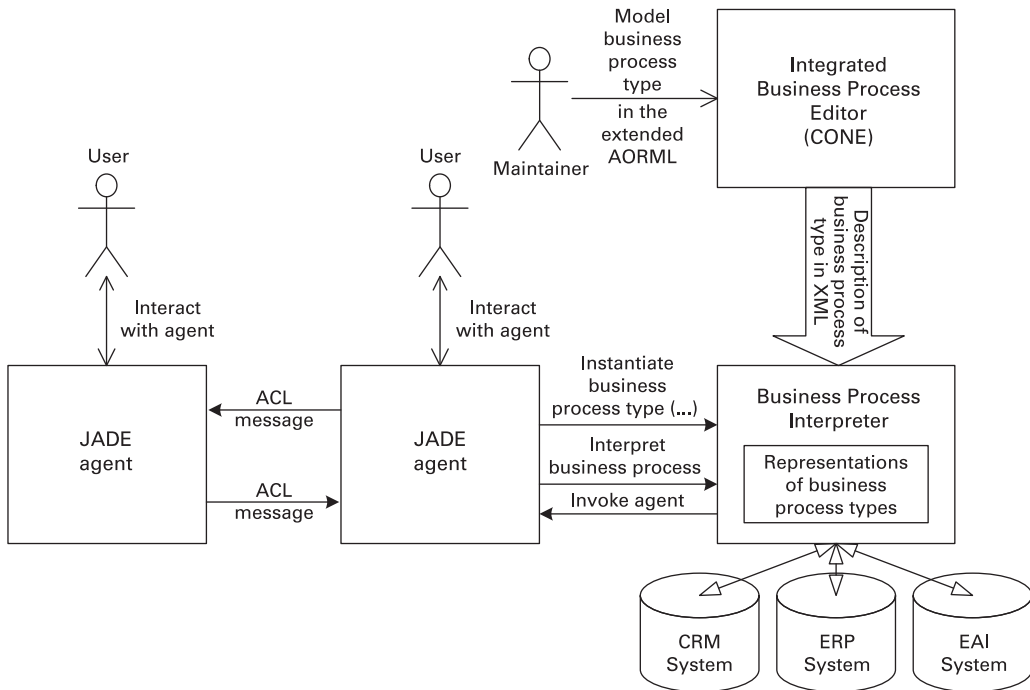 Model
business
process
type
in the
extended
AORML
Maintainer
Integrated
Business Process
Editor
(CONE)
User
User
Description of
business process
type in XML
Interact
with agent
Interact
with agent
JADE
agent
ACL
message
ACL
message
JADE
agent
Instantiate
business
process type (...)
Interpret
business process
Invoke agent
Business Process
Interpreter
Representations
of business
process types
CRM
System
ERP
System
EAI
System